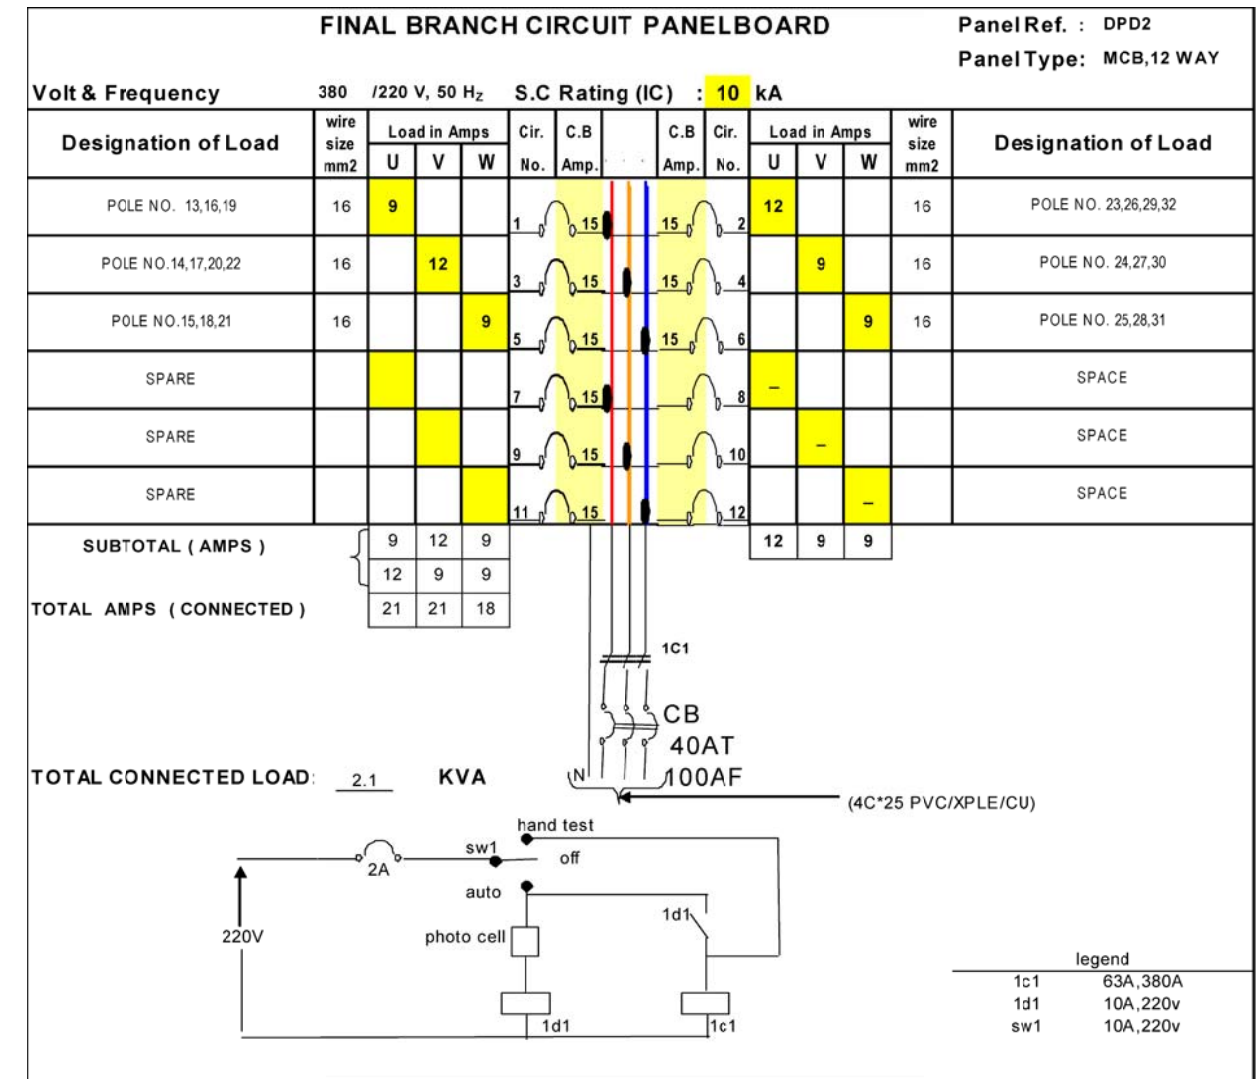 FINAL BRANCH CIRCUIT PANELBOARD Panel Ref. : DPD2
Panel Type: MCB,12 WAY
Volt & Frequency 380 /220 V, 50 Hz S.C Rating (IC) : 10 kA
Designation of Load wire size mm2 Load in Amps Cir. No. C.B Amp. C.B Amp. Cir. No. Load in Amps wire size mm2 Designation of Load
U V W U V W
POLE NO. 13,16,19 16 9 1 15 15 2 12 16 POLE NO. 23,26,29,32
POLE NO.14,17,20,22 16 12 3 15 15 4 9 16 POLE NO. 24,27,30
POLE NO.15,18,21 16 9 5 15 15 6 9 16 POLE NO. 25,28,31
SPARE 7 15 8 – SPACE
SPARE 9 15 10 – SPACE
SPARE 11 15 12 – SPACE
SUBTOTAL ( AMPS ) 9 12 9 12 9 9
12 9 9
TOTAL AMPS ( CONNECTED ) 21 21 18
1C1
CB
40AT
100AF
TOTAL CONNECTED LOAD: 2.1 KVA N
(4C*25 PVC/XPLE/CU)
hand test
sw1 off
2A
auto
1d1
220V photo cell
1d1 1c1
legend
1c1 63A,380A
1d1 10A,220v
sw1 10A,220v